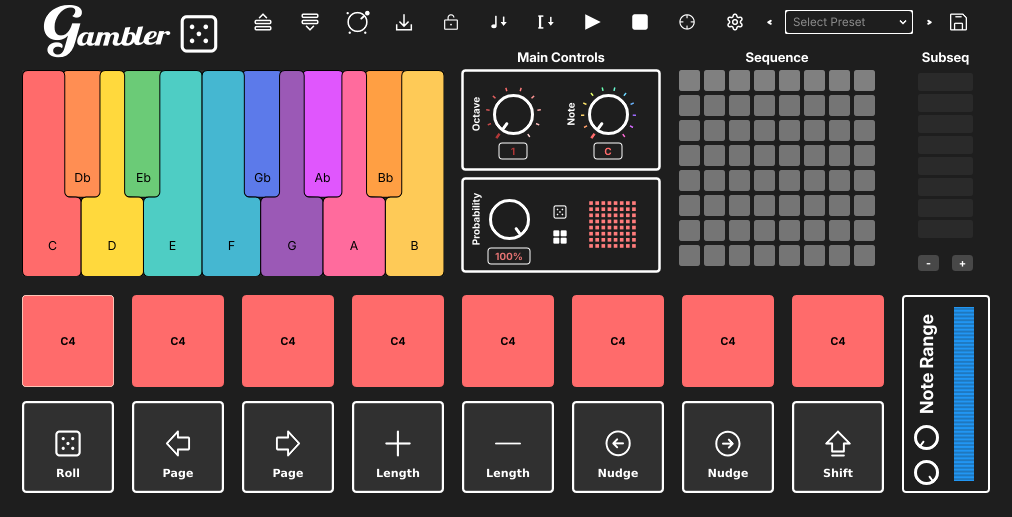 Gambler
Select Preset
Main Controls
Sequence
Subseq
Db
Eb
Gb
Ab
Bb
C
D
E
F
G
A
B
Octave
1
Note
C
Probability
100%
-
+
C4
C4
C4
C4
C4
C4
C4
C4
Note Range
Roll
Page
Page
Length
Length
Nudge
Nudge
Shift